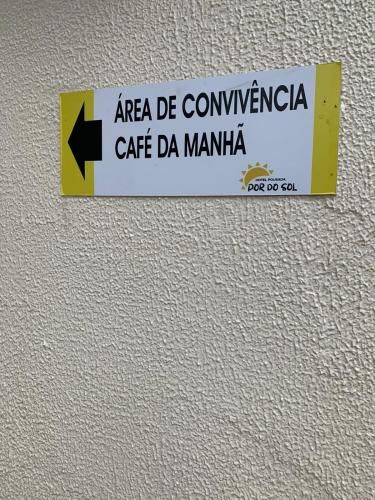 ÁREA DE CONVIVÊNCIA
CAFÉ DA MANHÃ
HOTEL POUSADA
POR DO SOL